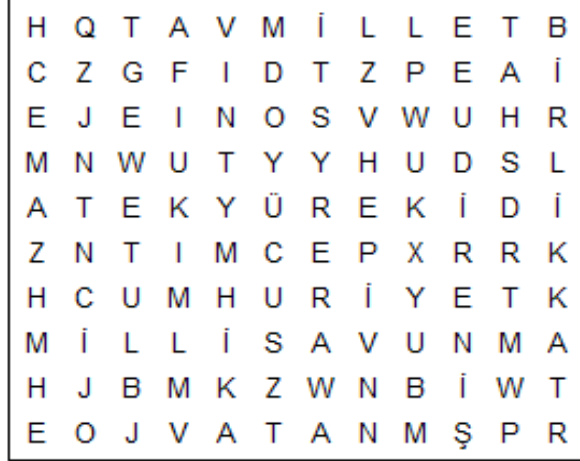 H Q T A V M İ L L E T B
C Z G F I D T Z P E A İ
E J E I N O S V W U H R
M N W U T Y Y H U D S L
A T E K Y Ü R E K İ D İ
Z N T I M C E P X R R K
H C U M H U R İ Y E T K
M İ L L İ S A V U N M A
H J B M K Z W N B İ W T
E O J V A T A N M Ş P R